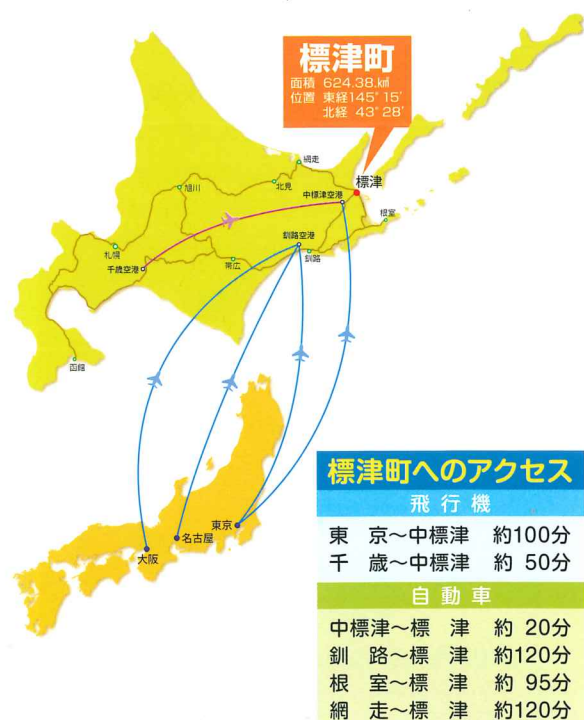 標津町
面積 624.38.㎢
位置 東経145°15'
北経 43°28'
網走
標津
北見
旭川
中標津空港
根室
釧路空港
札幌
釧路
帯広
千歳空港
函館
東京
名古屋
大阪
標津町へのアクセス
飛行機
東 京～中標津 約100分
千 歳～中標津 約 50分
自動車
中標津～標 津 約 20分
釧 路～標 津 約120分
根 室～標 津 約 95分
網 走～標 津 約120分